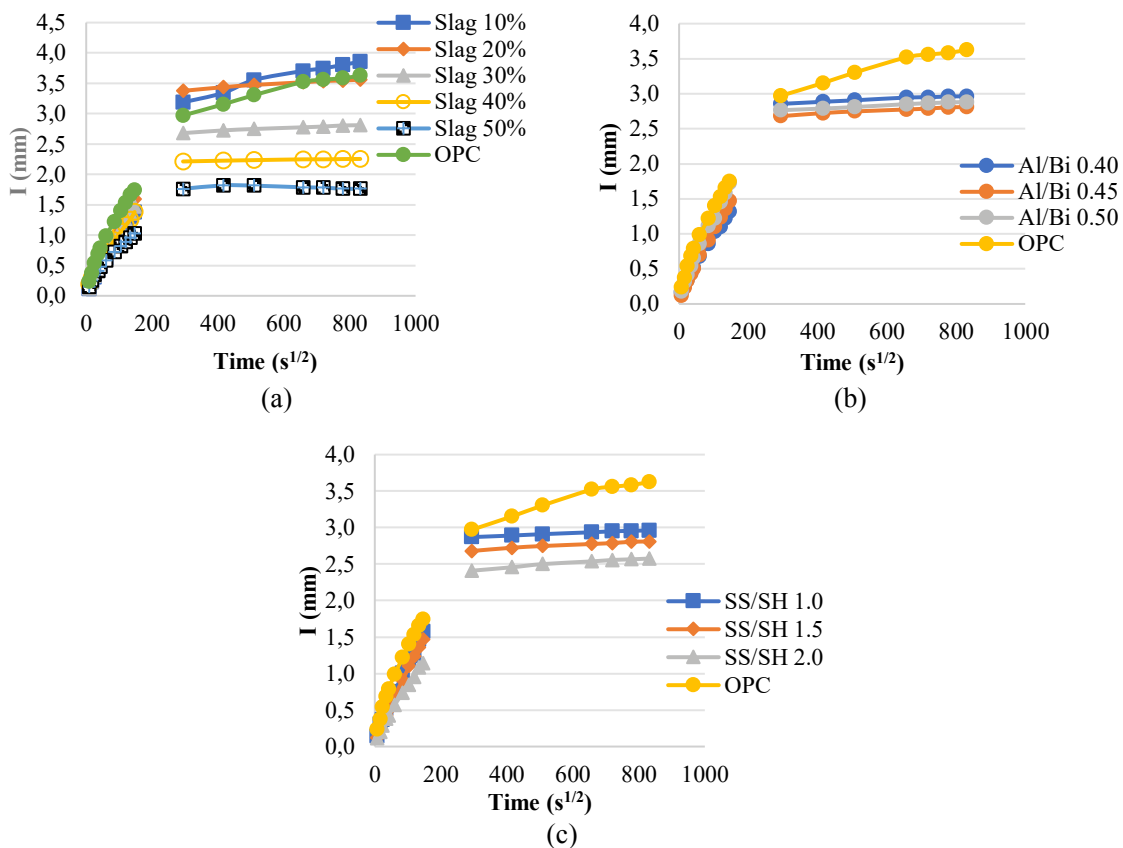 I (mm)
4,5
4,0
3,5
3,0
2,5
2,0
1,5
1,0
0,5
0,0
0 200 400 600 800 1000
Time (s1/2)
Slag 10%
Slag 20%
Slag 30%
Slag 40%
Slag 50%
OPC
(a)
I (mm)
4,0
3,5
3,0
2,5
2,0
1,5
1,0
0,5
0,0
0 200 400 600 800 1000
Time (s1/2)
Al/Bi 0.40
Al/Bi 0.45
Al/Bi 0.50
OPC
(b)
I (mm)
4,0
3,5
3,0
2,5
2,0
1,5
1,0
0,5
0,0
0 200 400 600 800 1000
Time (s1/2)
SS/SH 1.0
SS/SH 1.5
SS/SH 2.0
OPC
(c)